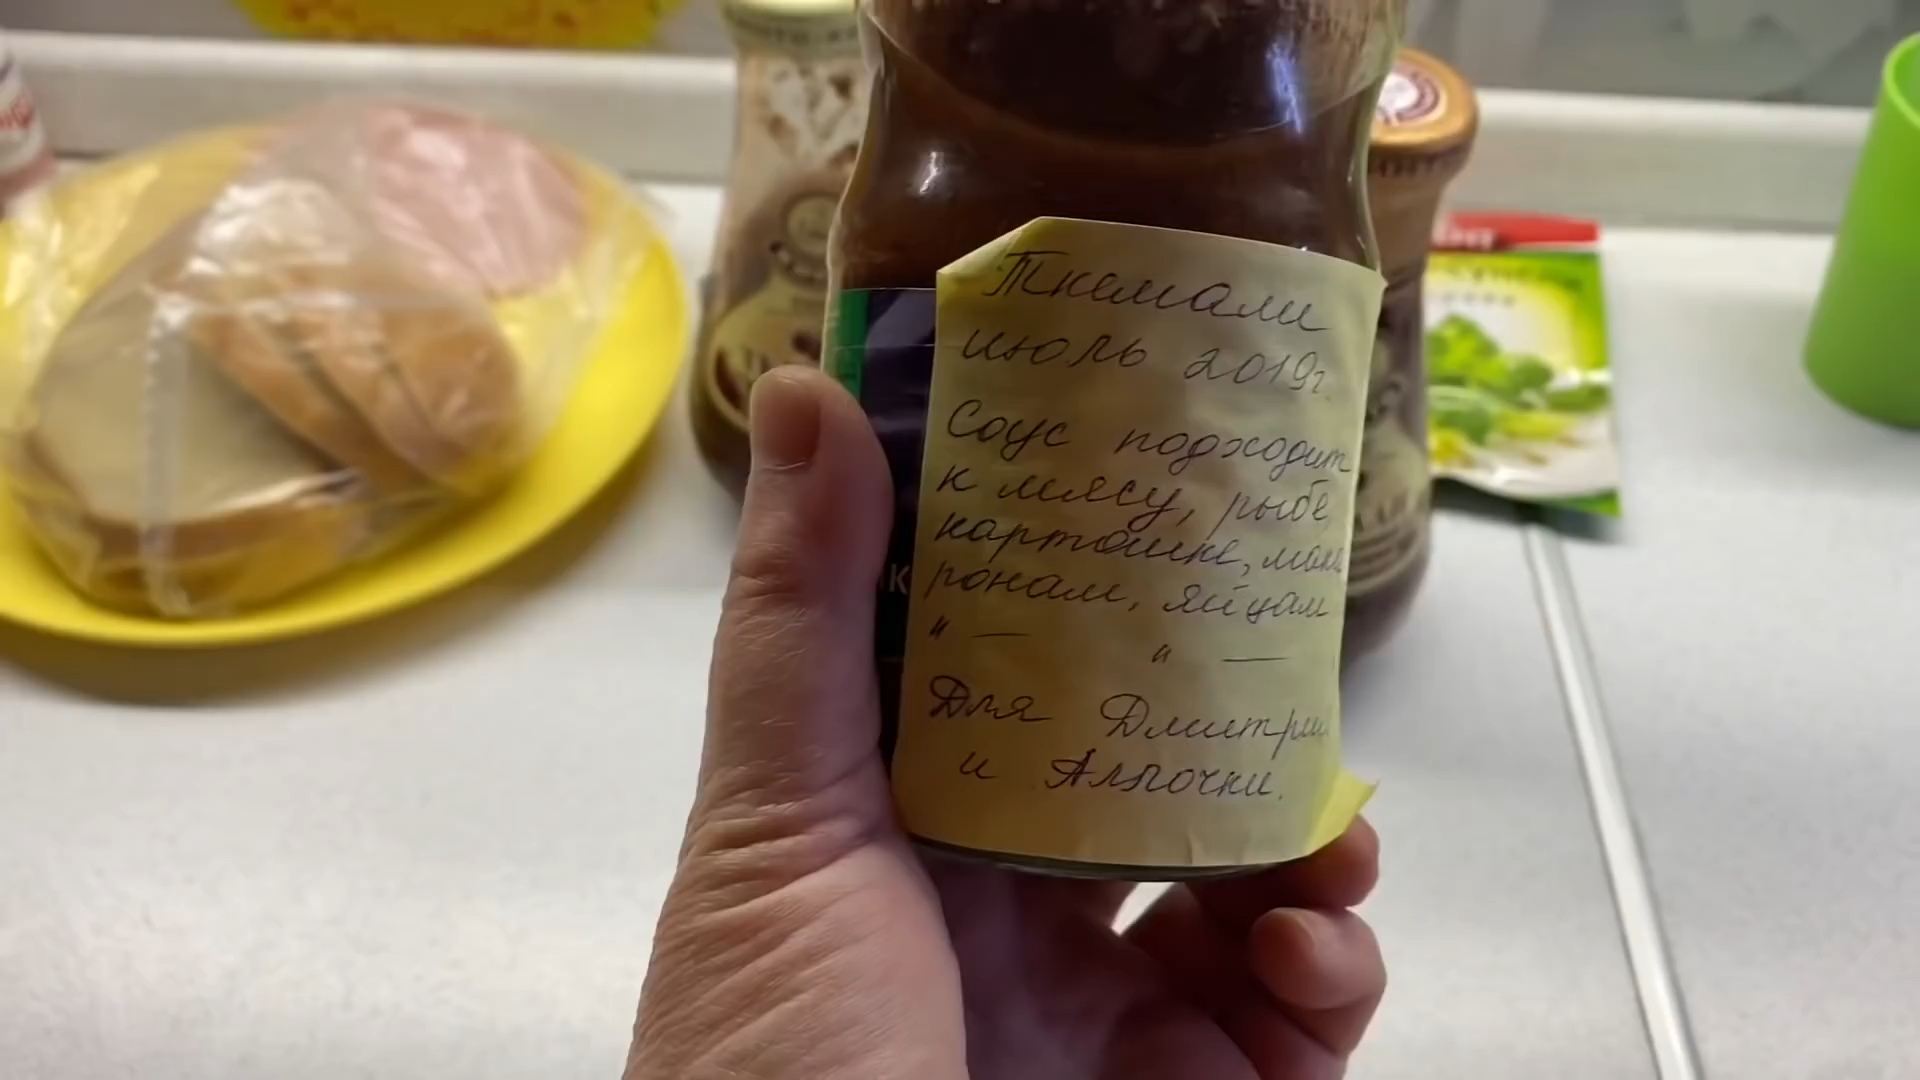 Ткемали
июль 2019г.
Соус подходит
к мясу, рыбе,
картошке, мака
ронам, яйцам
" — " —
Для Дмитрия
и Аллочки.